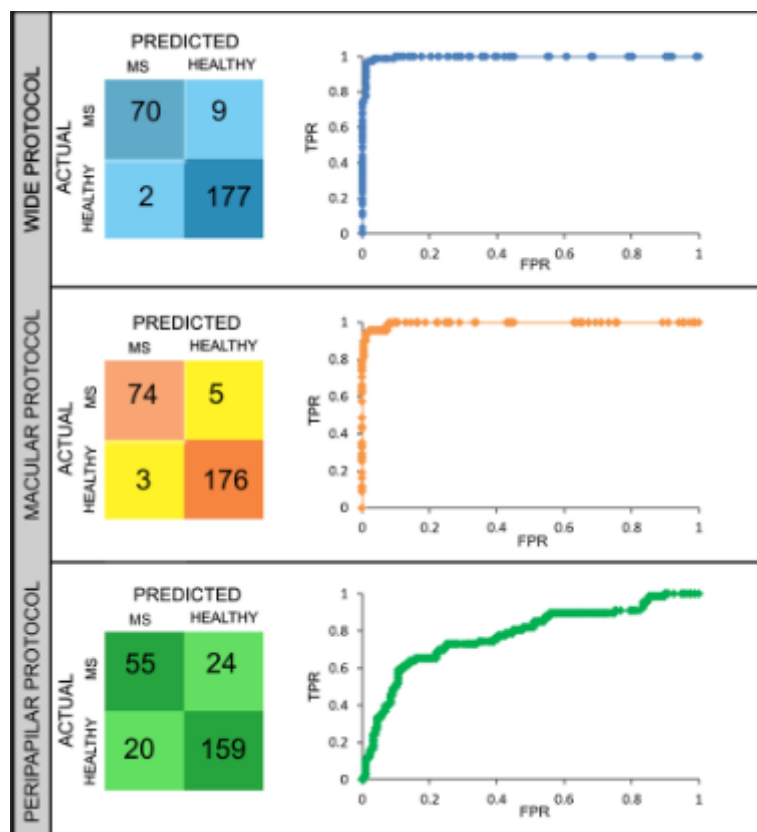 WIDE PROTOCOL
PREDICTED
MS HEALTHY
ACTUAL
MS
70 9
HEALTHY
2 177
TPR
1
0.8
0.6
0.4
0.2
0
0 0.2 0.4 0.6 0.8 1
FPR
MACULAR PROTOCOL
PREDICTED
MS HEALTHY
ACTUAL
MS
74 5
HEALTHY
3 176
TPR
1
0.8
0.6
0.4
0.2
0
0 0.2 0.4 0.6 0.8 1
FPR
PERIPAPILAR PROTOCOL
PREDICTED
MS HEALTHY
ACTUAL
MS
55 24
HEALTHY
20 159
TPR
1
0.8
0.6
0.4
0.2
0
0 0.2 0.4 0.6 0.8 1
FPR